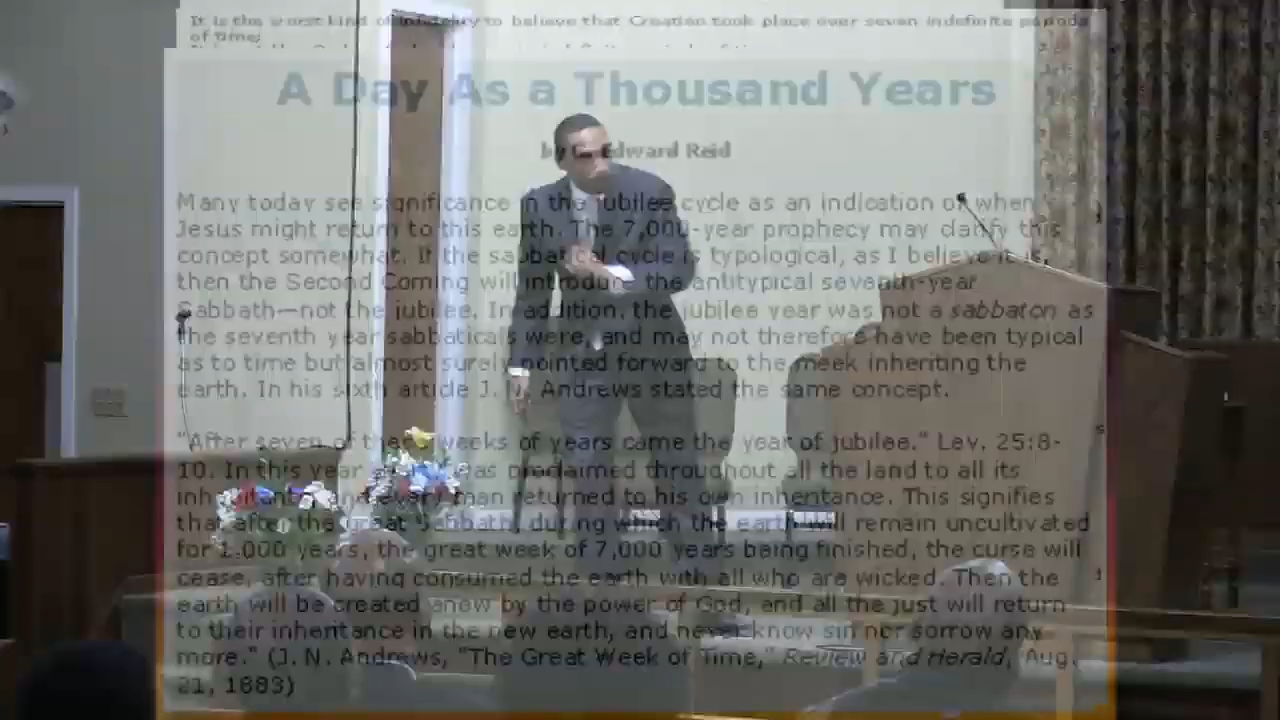 It is the worst kind of infidelity to believe that Creation took place over seven indefinite periods
of time;
A Day As a Thousand Years
by Edward Reid
Many today see significance in the jubilee cycle as an indication of when
Jesus might return to this earth. The 7,000-year prophecy may clarify this
concept somewhat. If the sabbatical cycle is typological, as I believe it is,
then the Second Coming will introduce the antitypical seventh-year
Sabbath—not the jubilee. In addition, the jubilee year was not a sabbaton as
the seventh year sabbaticals were, and may not therefore have been typical
as to time but almost surely pointed forward to the meek inheriting the
earth. In his sixth article J. N. Andrews stated the same concept.
"After seven of these weeks of years came the year of jubilee." Lev. 25:8-
10. In this year was proclaimed throughout all the land to all its
inhabitants, and every man returned to his own inheritance. This signifies
that after the great Sabbath, during which the earth will remain uncultivated
for 1,000 years, the great week of 7,000 years being finished, the curse will
cease, after having consumed the earth with all who are wicked. Then the
earth will be created anew by the power of God, and all the just will return
to their inheritance in the new earth, and never know sin nor sorrow any
more." (J. N. Andrews, "The Great Week of Time," Review and Herald, Aug.
21, 1883)